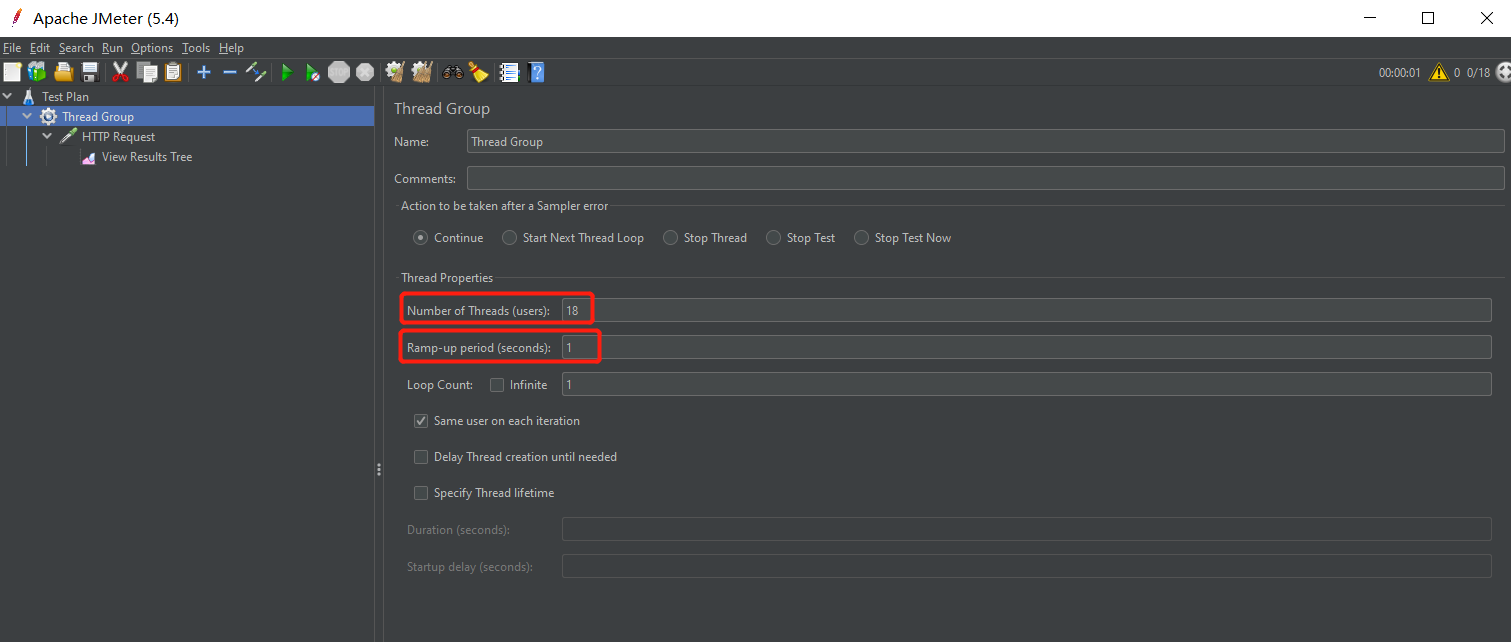 Apache JMeter (5.4)
File Edit Search Run Options Tools Help
00:00:01 0 0/18
Test Plan
Thread Group
HTTP Request
View Results Tree
Thread Group
Name: Thread Group
Comments:
Action to be taken after a Sampler error
Continue Start Next Thread Loop Stop Thread Stop Test Stop Test Now
Thread Properties
Number of Threads (users): 18
Ramp-up period (seconds): 1
Loop Count: Infinite 1
Same user on each iteration
Delay Thread creation until needed
Specify Thread lifetime
Duration (seconds):
Startup delay (seconds):